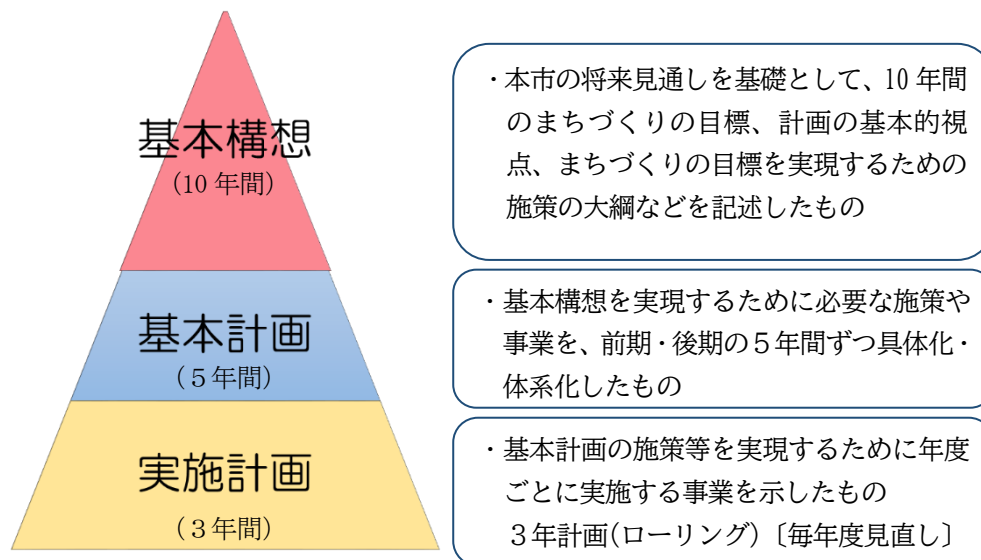 基本構想
（10 年間）
・本市の将来見通しを基礎として、10 年間
のまちづくりの目標、計画の基本的視
点、まちづくりの目標を実現するための
施策の大綱などを記述したもの
基本計画
（５年間）
・基本構想を実現するために必要な施策や
事業を、前期・後期の５年間ずつ具体化・
体系化したもの
実施計画
（３年間）
・基本計画の施策等を実現するために年度
ごとに実施する事業を示したもの
３年計画(ローリング)〔毎年度見直し〕